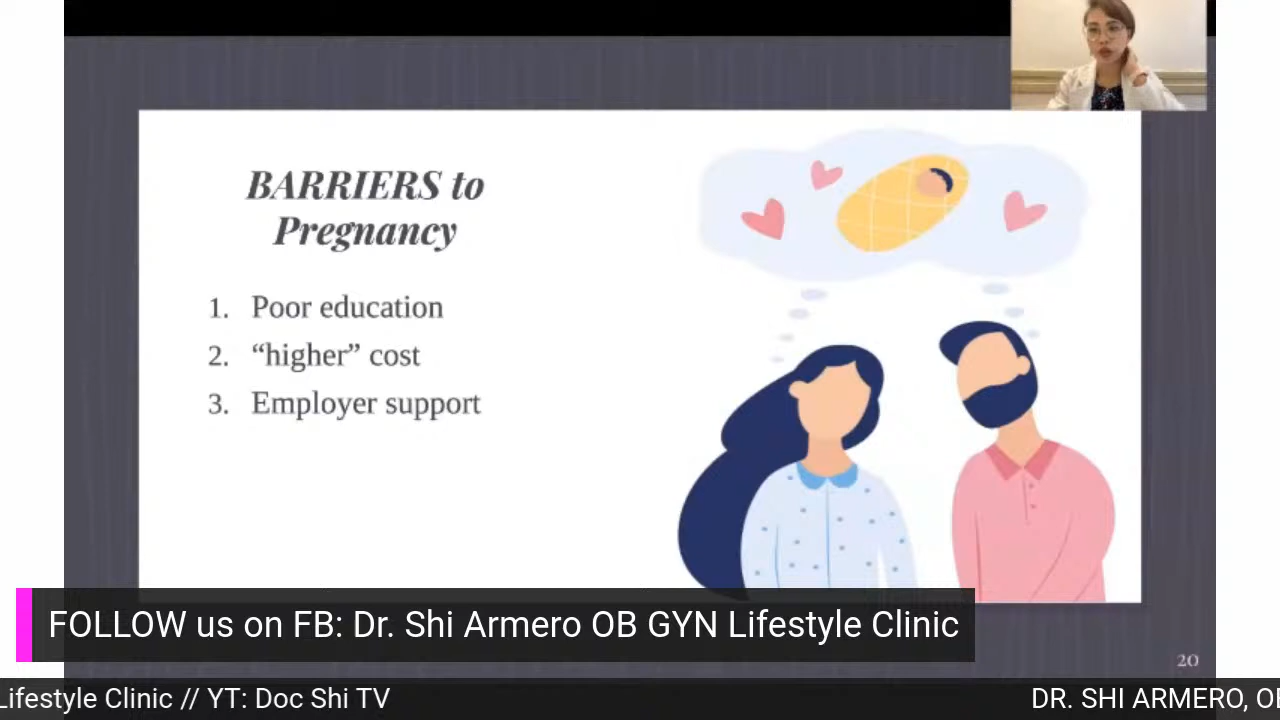 BARRIERS to
Pregnancy
1. Poor education
2. “higher” cost
3. Employer support
FOLLOW us on FB: Dr. Shi Armero OB GYN Lifestyle Clinic
20
Lifestyle Clinic // YT: Doc Shi TV
DR. SHI ARMERO,